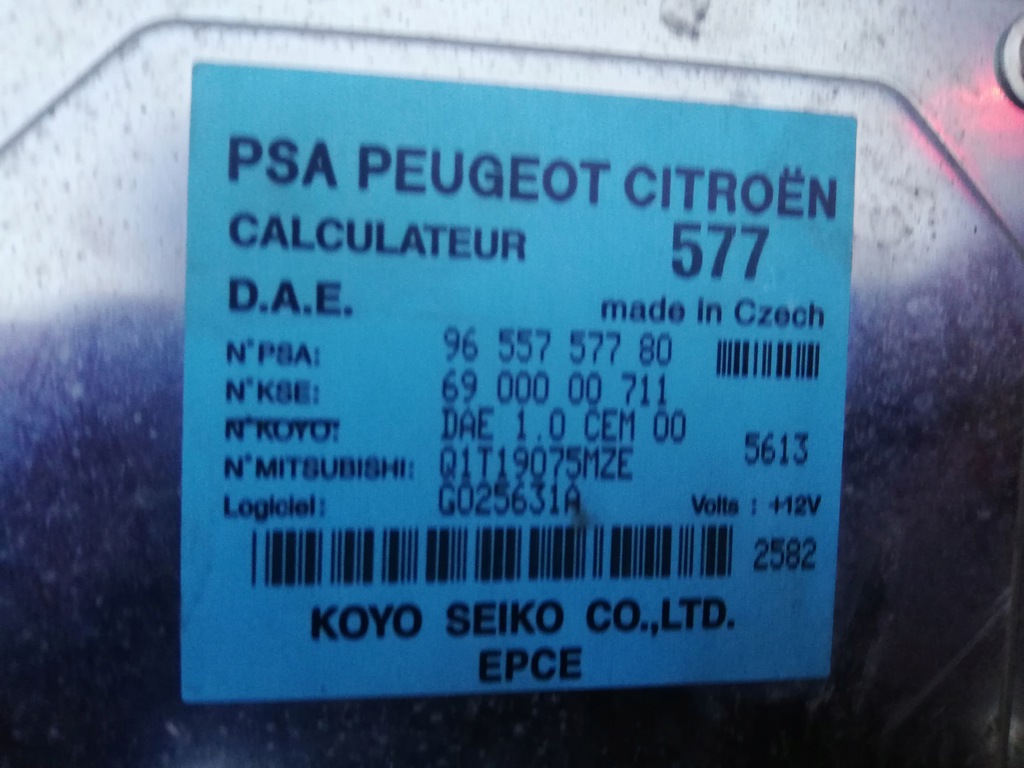 PSA PEUGEOT CITROËN
CALCULATEUR 577
D.A.E. made in Czech
N°PSA: 96 557 577 80
N°KSE: 69 000 00 711
N°KOYO: DAE 1.0 CEM 00
N°MITSUBISHI: Q1T19075MZE 5613
Logiciel: G025631A Volts : +12V
2582
KOYO SEIKO CO.,LTD.
EPCE